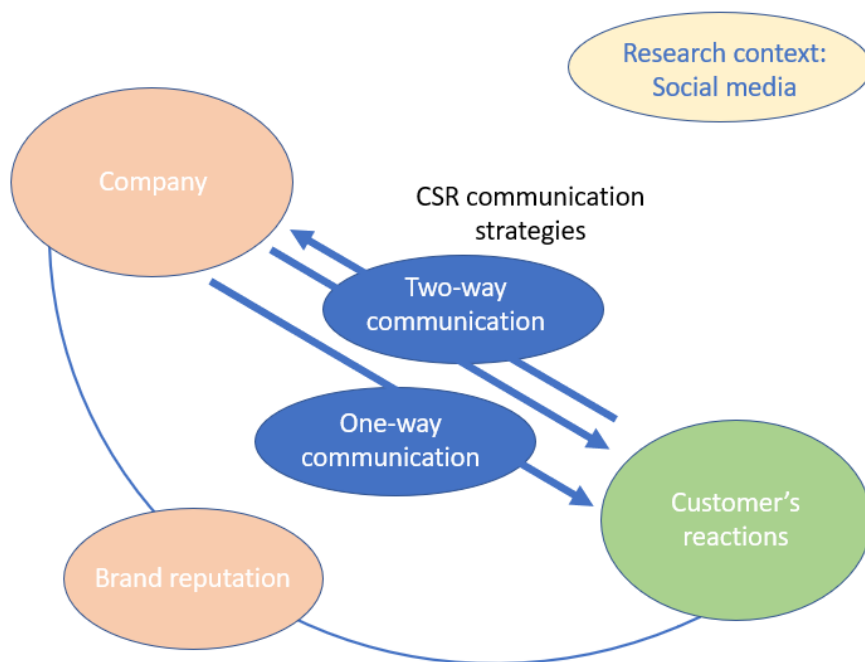 Research context:
Social media
Company
CSR communication
strategies
Two-way
communication
One-way
communication
Customer's
reactions
Brand reputation